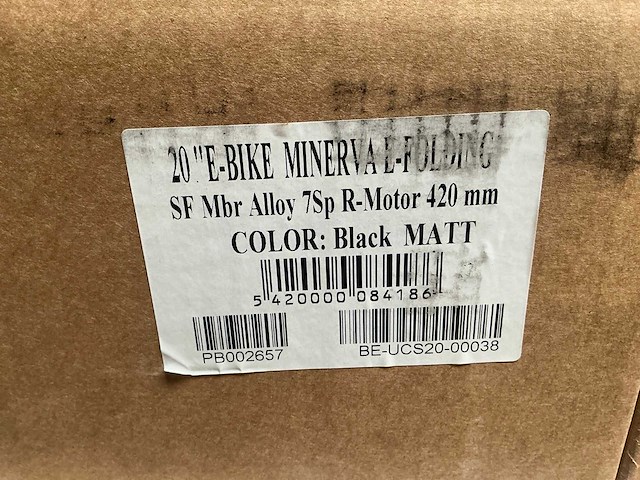 20"E-BIKE MINERVA E-FOLDING
SF Mbr Alloy 7Sp R-Motor 420 mm
COLOR: Black MATT
5 420000 084186
PB002657
BE-UCS20-00038